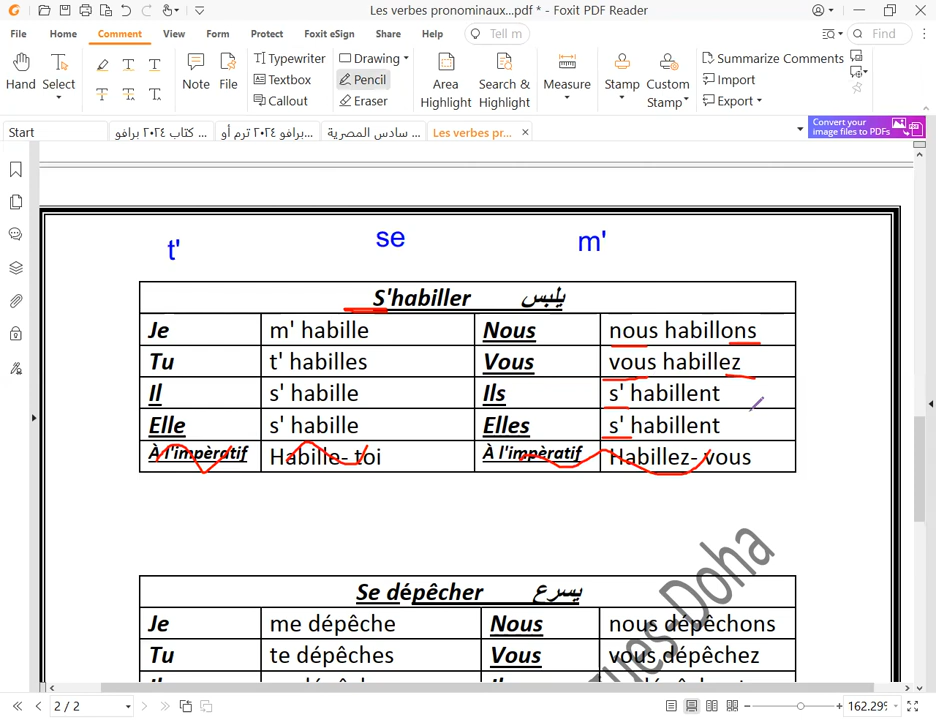 Les verbes pronominaux...pdf * - Foxit PDF Reader
File Home Comment View Form Protect Foxit eSign Share Help Tell m Find
Hand Select Note File Typewriter Textbox Callout Drawing Pencil Eraser Area Highlight Search & Highlight Measure Stamp Custom Stamp Summarize Comments Import Export
Start
... كتاب ٢٠٢٤ برافو
...برافو ٢٠٢٤ ترم أو
... سادس المصرية
Les verbes pr...
Convert your image files to PDFs
t' se m'
S'habiller يلبس
Je m' habille Nous nous habillons
Tu t' habilles Vous vous habillez
Il s' habille Ils s' habillent
Elle s' habille Elles s' habillent
À l'impèratif Habille- toi À l'impèratif Habillez- vous
Se dépêcher يسرع
Je me dépêche Nous nous dépêchons
Tu te dépêches Vous vous dépêchez
Doha
2 / 2
162.29%